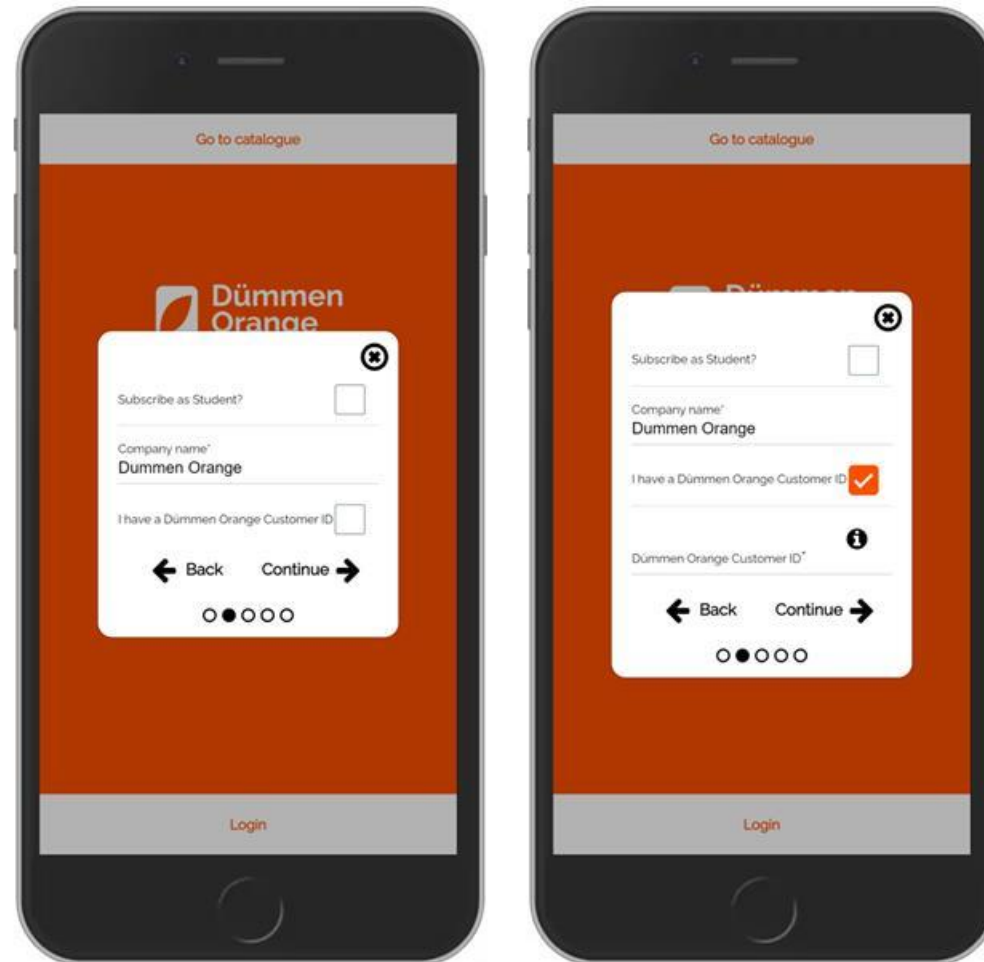 Go to catalogue
Dümmen
Orange
Subscribe as Student?
Company name*
Dummen Orange
I have a Dümmen Orange Customer ID
Back Continue
Login
Go to catalogue
Dümmen
Subscribe as Student?
Company name*
Dummen Orange
I have a Dümmen Orange Customer ID
Dümmen Orange Customer ID*
Back Continue
Login